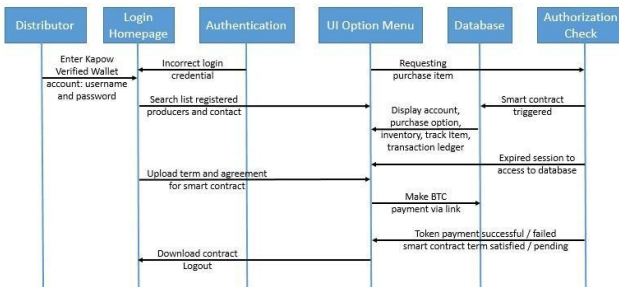 Distributor
Login
Homepage
Authentication
UI Option Menu
Database
Authorization
Check
Enter Kapow
Verified Wallet
account: username
and password
Incorrect login
credential
Requesting
purchase item
Search list registered
producers and contact
Smart contract
triggered
Display account,
purchase option,
inventory, track Item,
transaction ledger
Expired session to
access to database
Upload term and agreement
for smart contract
Make BTC
payment via link
Token payment successful / failed
smart contract term satisfied / pending
Download contract
Logout